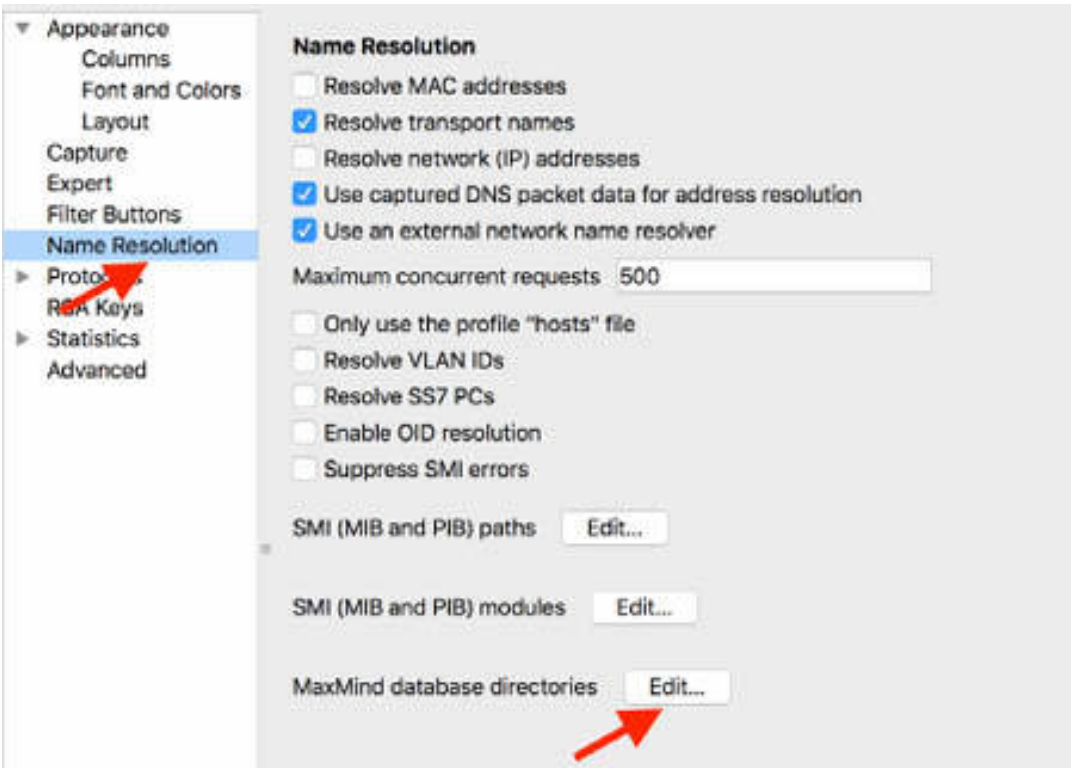 Appearance
Columns
Font and Colors
Layout
Capture
Expert
Filter Buttons
Name Resolution
Statistics
Advanced
Keys
Name Resolution
Resolve MAC addresses
Resolve transport names
Resolve network (IP) addresses
Use captured DNS packet data for address resolution
Use an external network name resolver
Maximum concurrent requests 500
Only use the profile "hosts" file
Resolve VLAN IDs
Resolve SS7 PCs
Enable OID resolution
Suppress SMI errors
SMI (MIB and PIB) paths Edit...
SMI (MIB and PIB) modules Edit...
MaxMind database directories Edit...